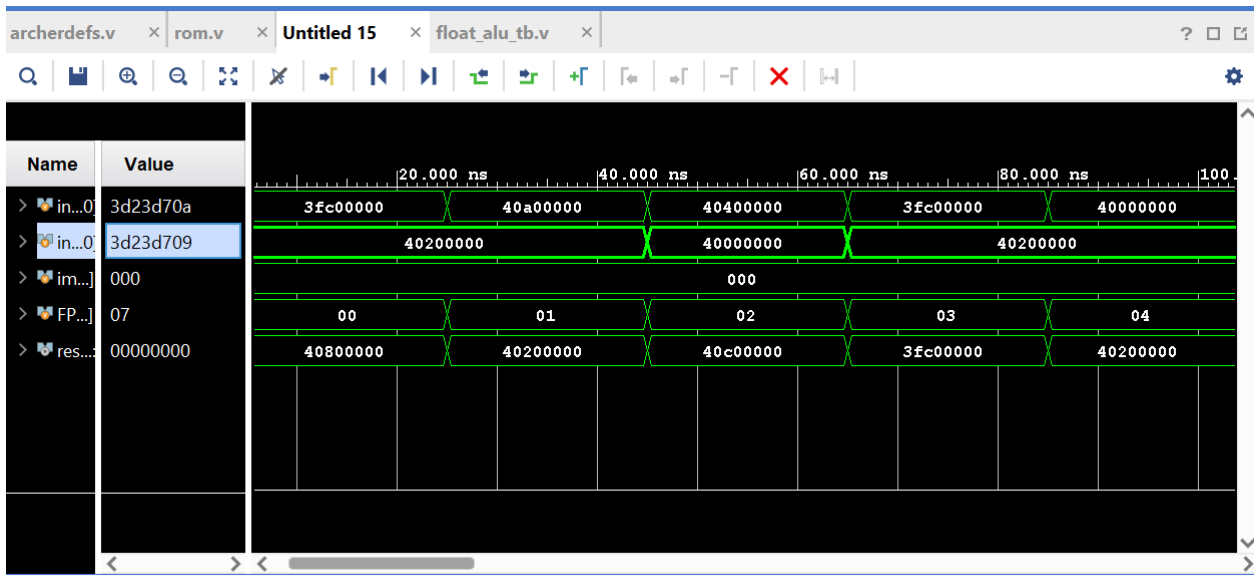 archerdefs.v × rom.v × Untitled 15 × float_alu_tb.v × ?
Name Value 20.000 ns 40.000 ns 60.000 ns 80.000 ns 100.
> in...0] 3d23d70a 3fc00000 40a00000 40400000 3fc00000 40000000
> in...0] 3d23d709 40200000 40000000 40200000
> im...] 000 000
> FP...] 07 00 01 02 03 04
> res...: 00000000 40800000 40200000 40c00000 3fc00000 40200000